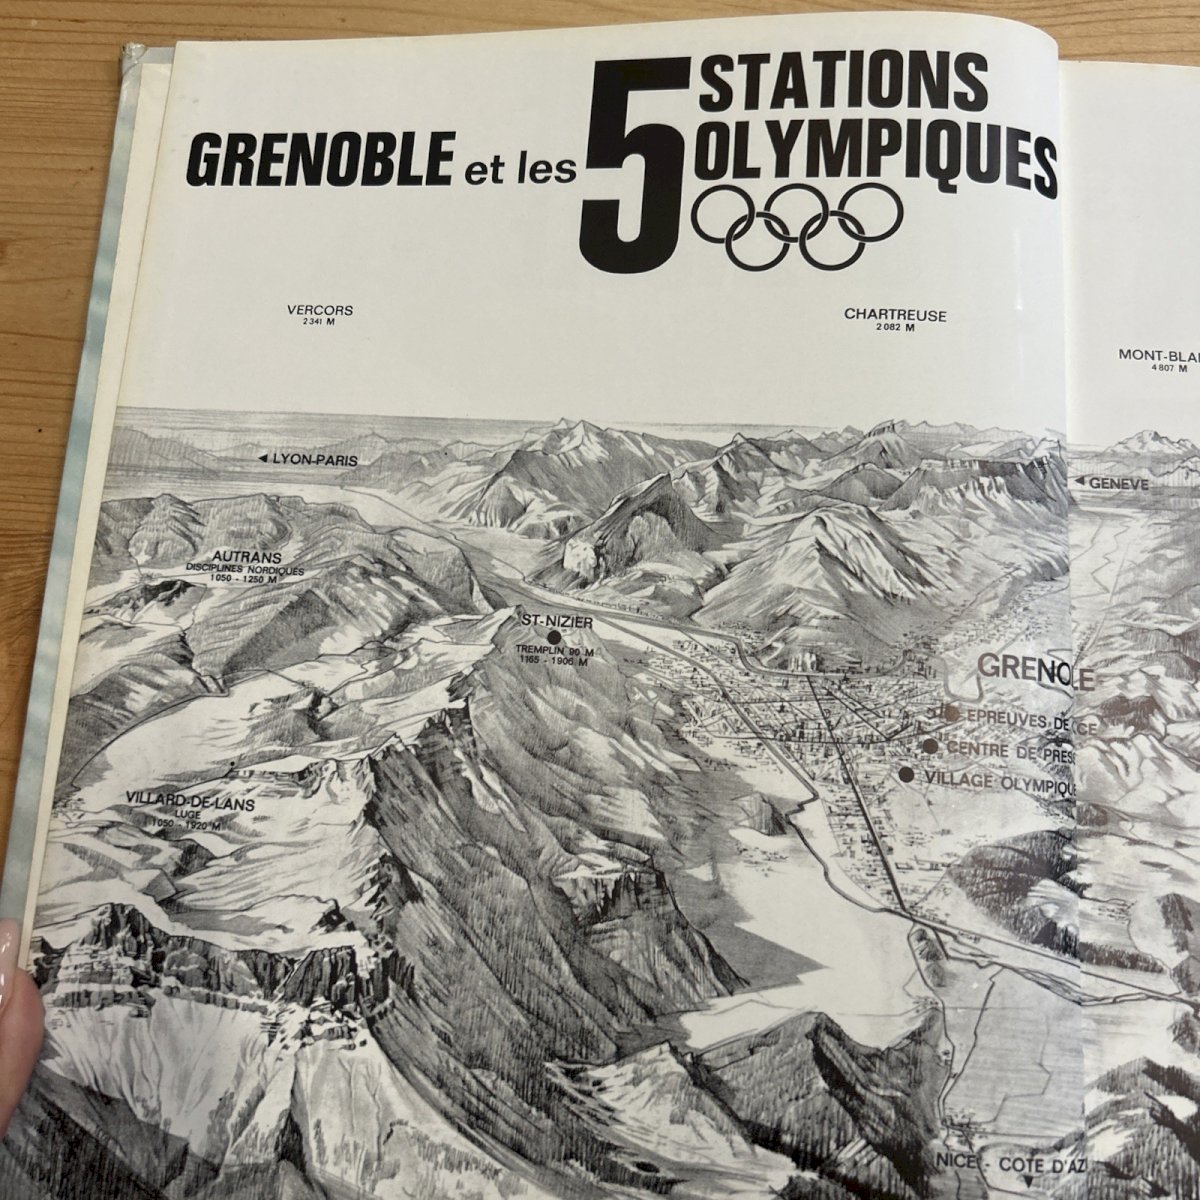 GRENOBLE et les 5 STATIONS
OLYMPIQUES
VERCORS
2341 M
CHARTREUSE
2082 M
MONT-BLA
4807 M
◄ LYON-PARIS
◄ GENEVE
AUTRANS
DISCIPLINES NORDIQUES
1050 - 1250 M
ST-NIZIER
TREMPLIN 90 M
1165 - 1906 M
GRENOLE
EPREUVES DE CE
CENTRE DE PRES
VILLAGE OLYMPIQU
VILLARD-DE-LANS
LUGE
1050 - 1920 M
NICE - COTE D'AZ